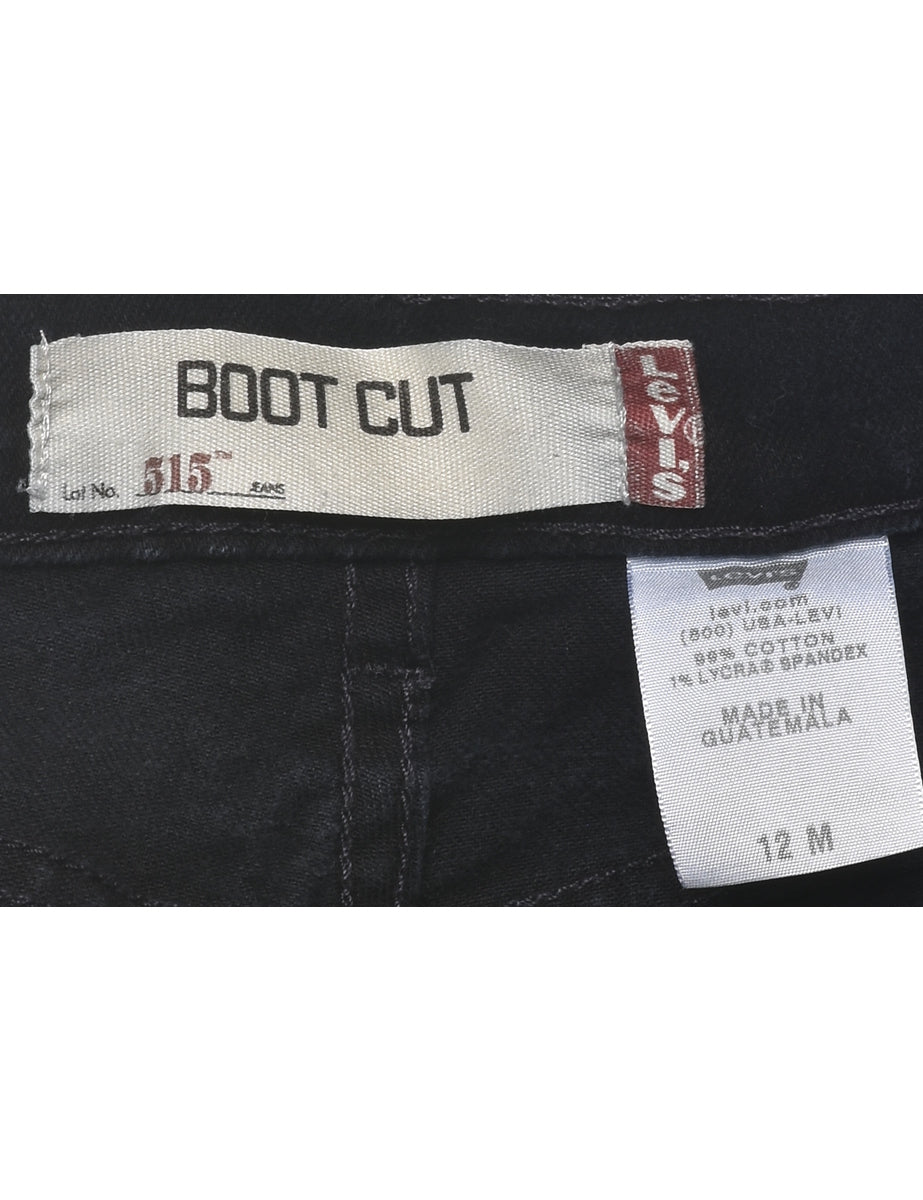 BOOT CUT
Lot No. 515™ JEANS
LEVI'S®
LEVI'S
levi.com
(800) USA-LEVI
99% COTTON
1% LYCRA® SPANDEX
MADE IN
GUATEMALA
12 M